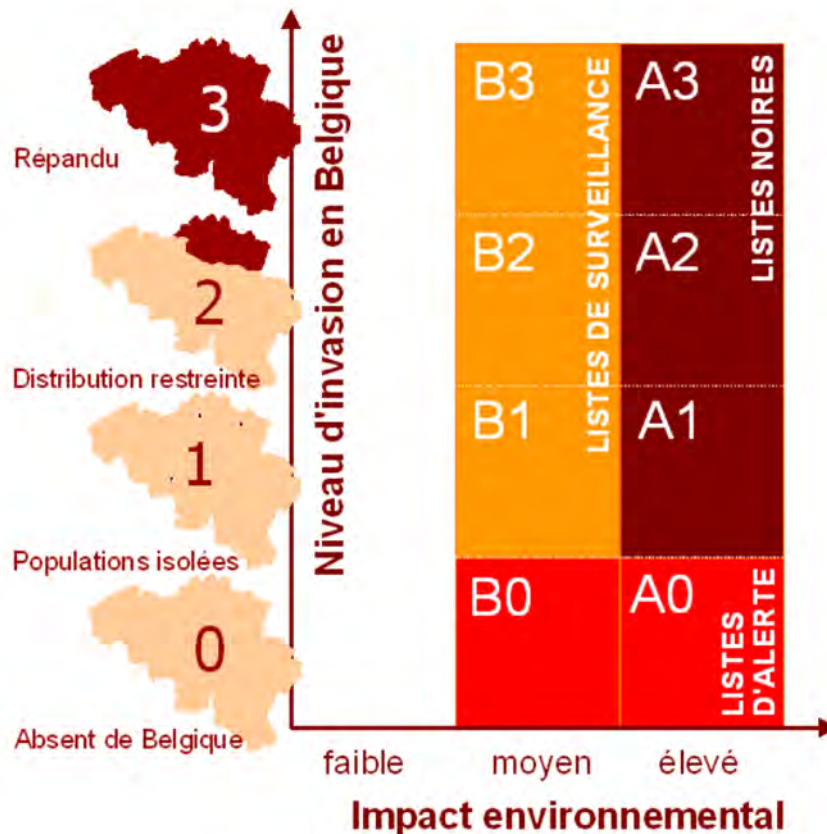 3
Répandu
2
Distribution restreinte
1
Populations isolées
0
Absent de Belgique
Niveau d'invasion en Belgique
B3
A3
B2
A2
B1
A1
B0
A0
LISTES DE SURVEILLANCE
LISTES NOIRES
LISTES
D'ALERTE
faible
moyen
élevé
Impact environnemental